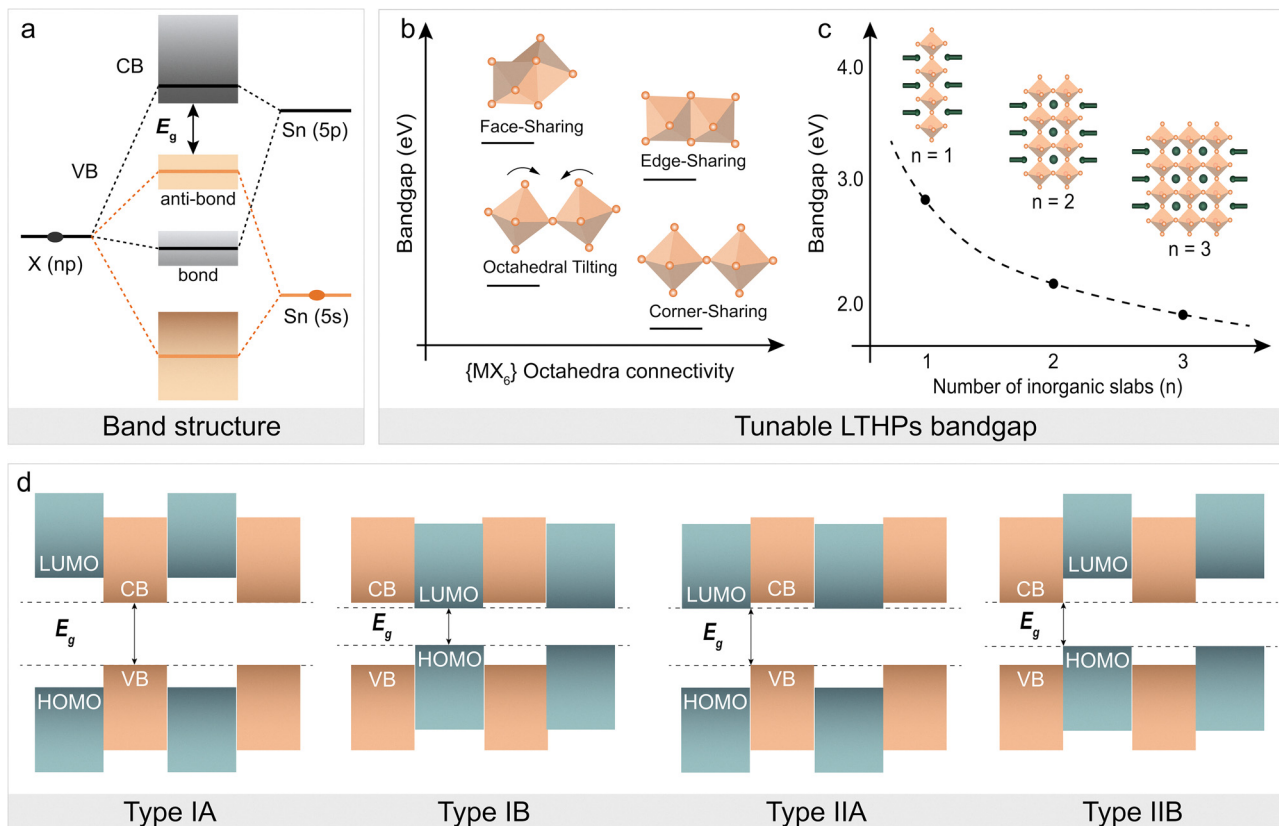 a
CB
E_g
Sn (5p)
VB
anti-bond
X (np)
bond
Sn (5s)
Band structure
b
Bandgap (eV)
Face-Sharing
Edge-Sharing
Octahedral Tilting
Corner-Sharing
{MX₆} Octahedra connectivity
c
Bandgap (eV)
4.0
3.0
2.0
n = 1
n = 2
n = 3
1 2 3
Number of inorganic slabs (n)
Tunable LTHPs bandgap
d
LUMO
CB
E_g
VB
HOMO
Type IA
CB
LUMO
E_g
HOMO
VB
Type IB
LUMO
CB
E_g
VB
HOMO
Type IIA
LUMO
CB
E_g
HOMO
VB
Type IIB